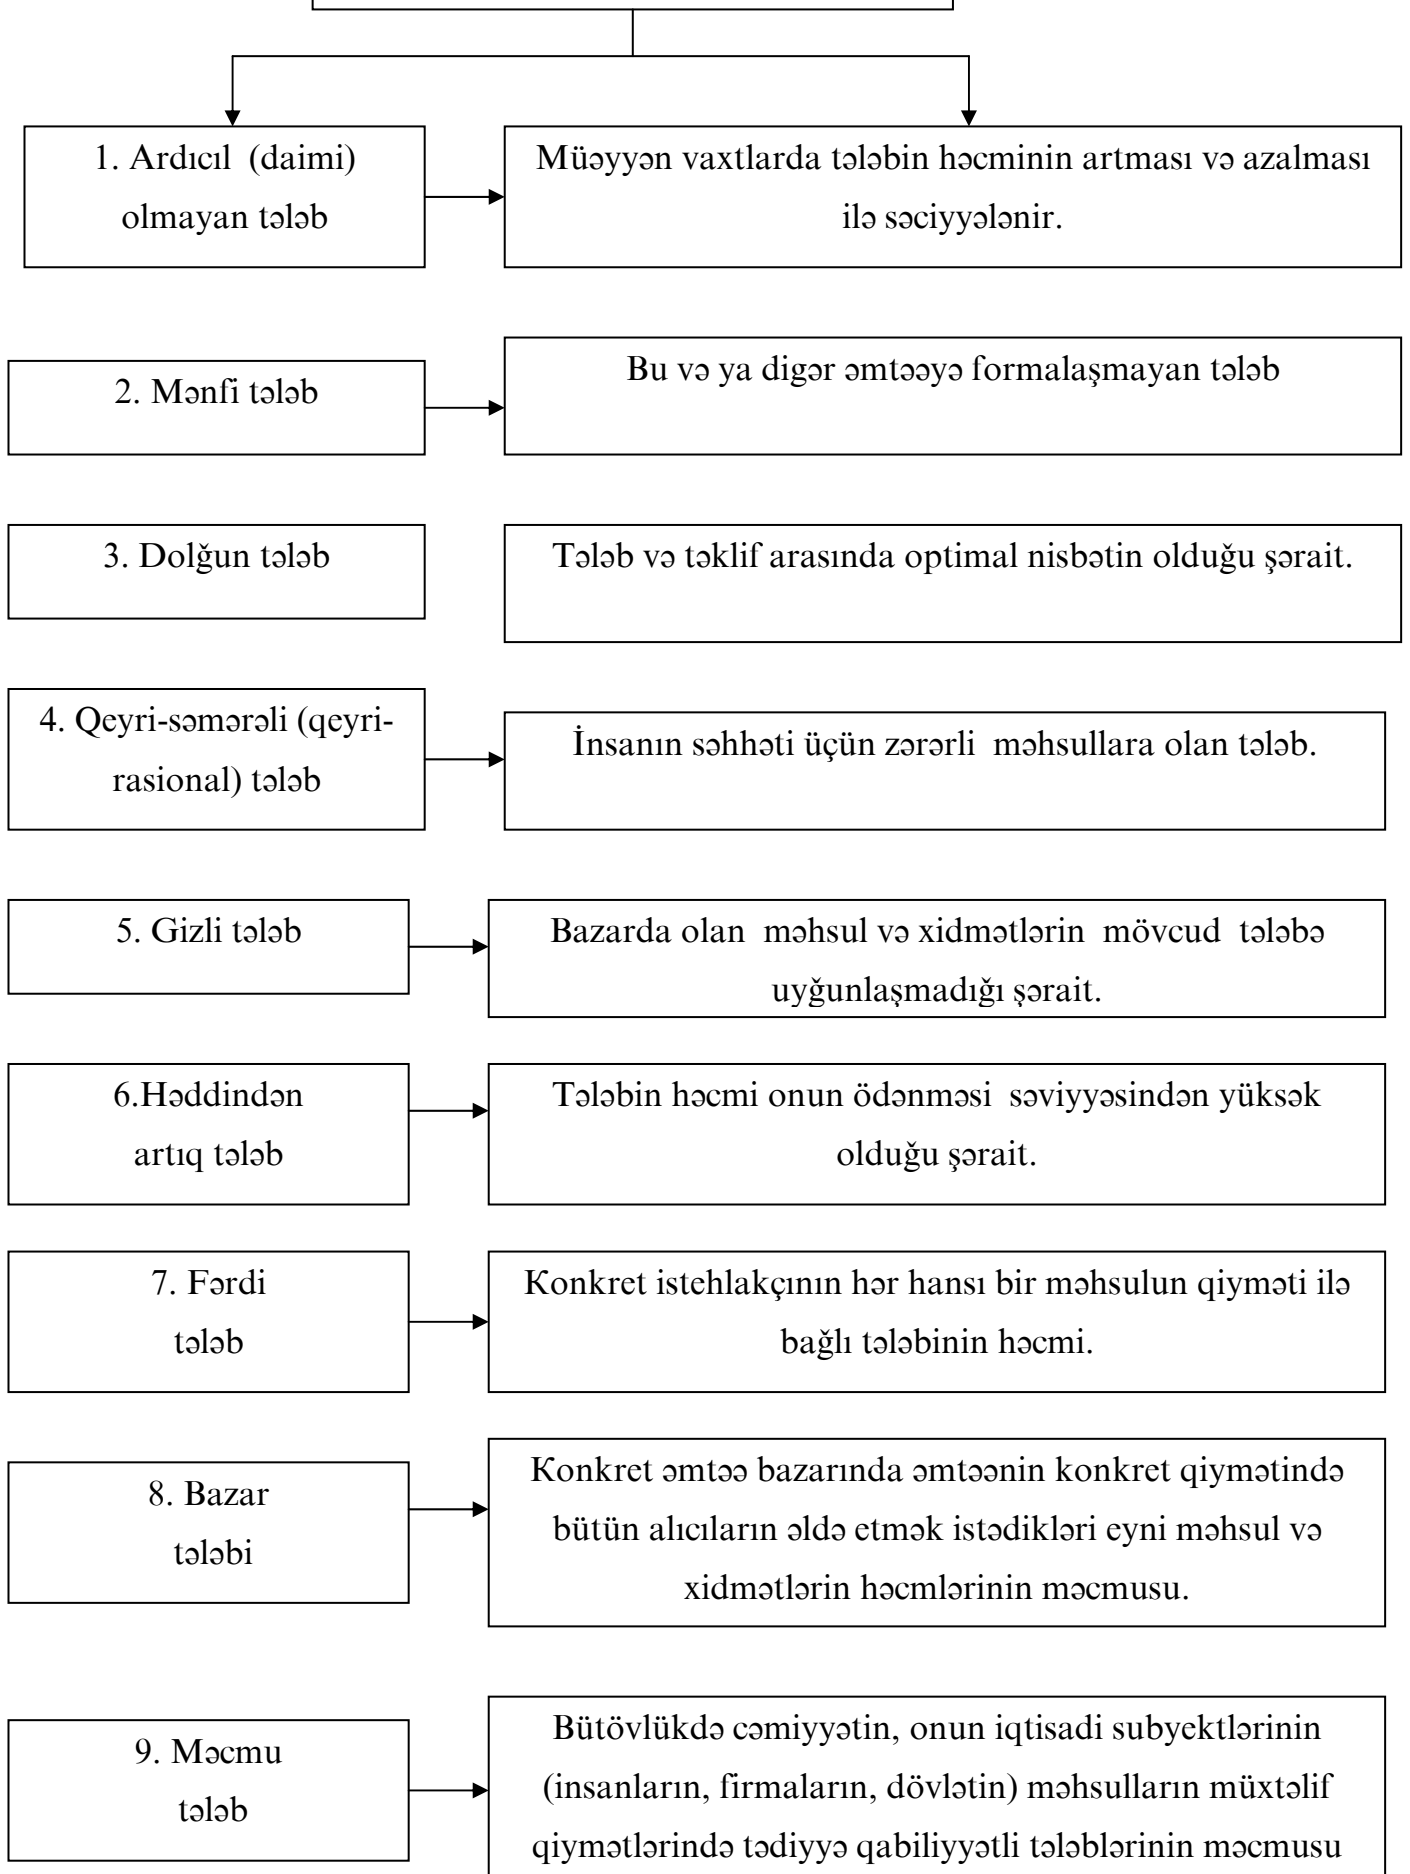 1. Ardıcıl (daimi)
olmayan tələb
Müəyyən vaxtlarda tələbin həcminin artması və azalması
ilə səciyyələnir.
2. Mənfi tələb
Bu və ya digər əmtəəyə formalaşmayan tələb
3. Dolğun tələb
Tələb və təklif arasında optimal nisbətin olduğu şərait.
4. Qeyri-səmərəli (qeyri-
rasional) tələb
İnsanın səhhəti üçün zərərli məhsullara olan tələb.
5. Gizli tələb
Bazarda olan məhsul və xidmətlərin mövcud tələbə
uyğunlaşmadığı şərait.
6.Həddindən
artıq tələb
Tələbin həcmi onun ödənməsi səviyyəsindən yüksək
olduğu şərait.
7. Fərdi
tələb
Konkret istehlakçının hər hansı bir məhsulun qiyməti ilə
bağlı tələbinin həcmi.
8. Bazar
tələbi
Konkret əmtəə bazarında əmtəənin konkret qiymətində
bütün alıcıların əldə etmək istədikləri eyni məhsul və
xidmətlərin həcmlərinin məcmusu.
9. Məcmu
tələb
Bütövlükdə cəmiyyətin, onun iqtisadi subyektlərinin
(insanların, firmaların, dövlətin) məhsulların müxtəlif
qiymətlərində tədiyyə qabiliyyətli tələblərinin məcmusu